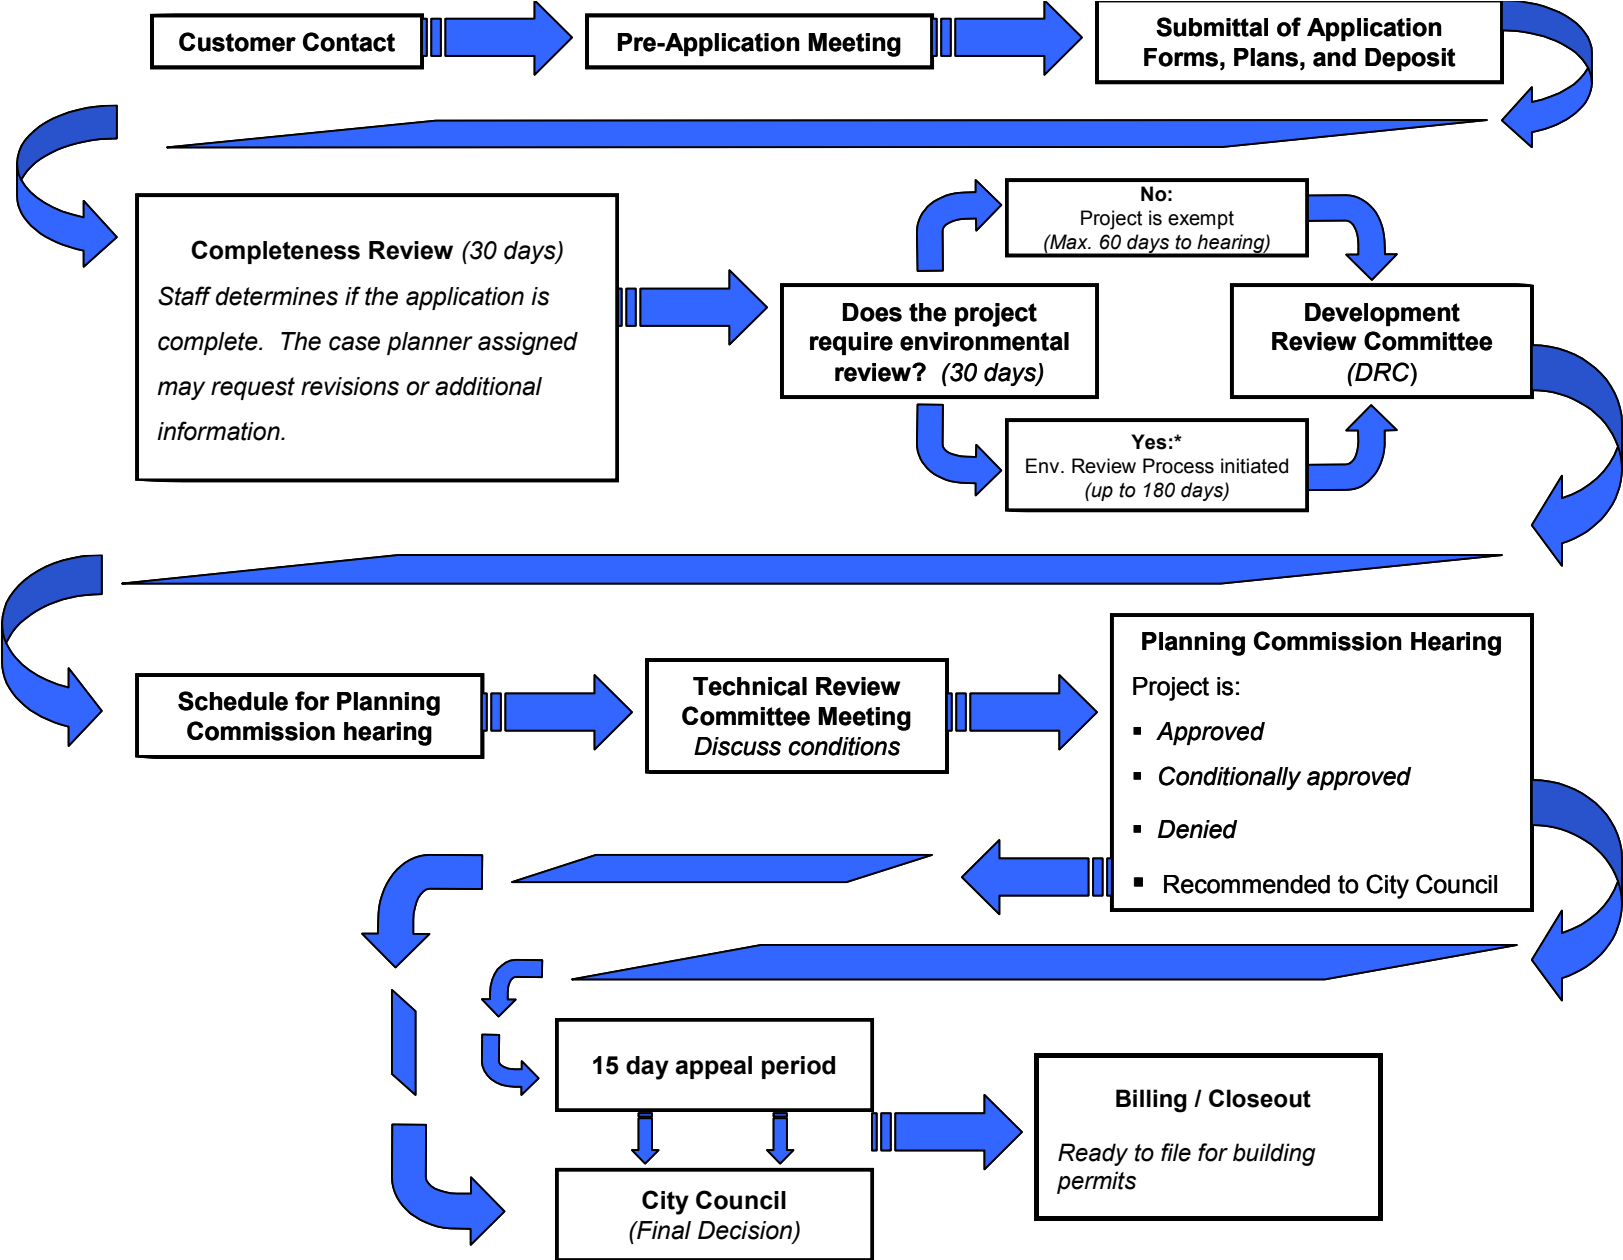 Customer Contact
Pre-Application Meeting
Submittal of Application
Forms, Plans, and Deposit
Completeness Review (30 days)
Staff determines if the application is
complete.  The case planner assigned
may request revisions or additional
information.
Does the project
require environmental
review?  (30 days)
No:
Project is exempt
(Max. 60 days to hearing)
Yes:*
Env. Review Process initiated
(up to 180 days)
Development
Review Committee
(DRC)
Schedule for Planning
Commission hearing
Technical Review
Committee Meeting
Discuss conditions
Planning Commission Hearing
Project is:
▪ Approved
▪ Conditionally approved
▪ Denied
▪ Recommended to City Council
15 day appeal period
City Council
(Final Decision)
Billing / Closeout
Ready to file for building
permits